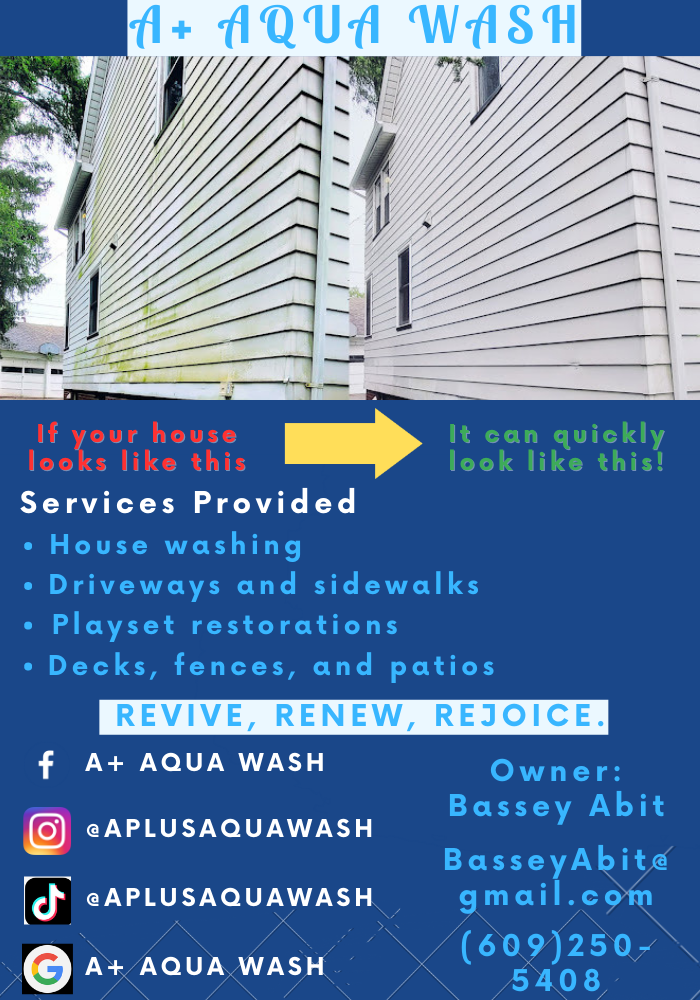 A+ AQUA WASH
If your house
looks like this
It can quickly
look like this!
Services Provided
• House washing
• Driveways and sidewalks
• Playset restorations
• Decks, fences, and patios
REVIVE, RENEW, REJOICE.
A+ AQUA WASH
@APLUSAQUAWASH
@APLUSAQUAWASH
A+ AQUA WASH
Owner:
Bassey Abit
BasseyAbit@
gmail.com
(609)250-
5408